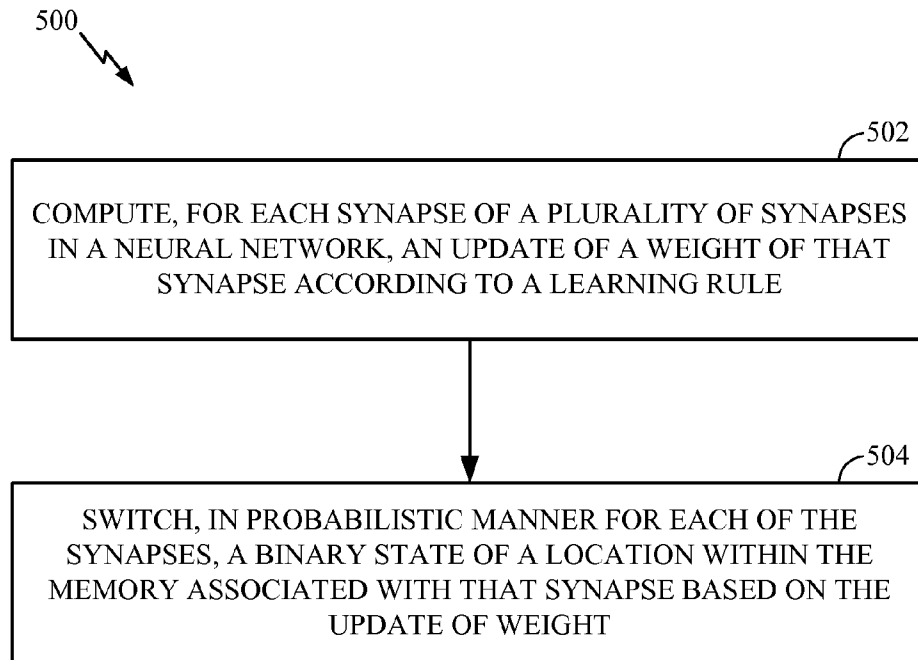 500
502
COMPUTE, FOR EACH SYNAPSE OF A PLURALITY OF SYNAPSES
IN A NEURAL NETWORK, AN UPDATE OF A WEIGHT OF THAT
SYNAPSE ACCORDING TO A LEARNING RULE
504
SWITCH, IN PROBABILISTIC MANNER FOR EACH OF THE
SYNAPSES, A BINARY STATE OF A LOCATION WITHIN THE
MEMORY ASSOCIATED WITH THAT SYNAPSE BASED ON THE
UPDATE OF WEIGHT